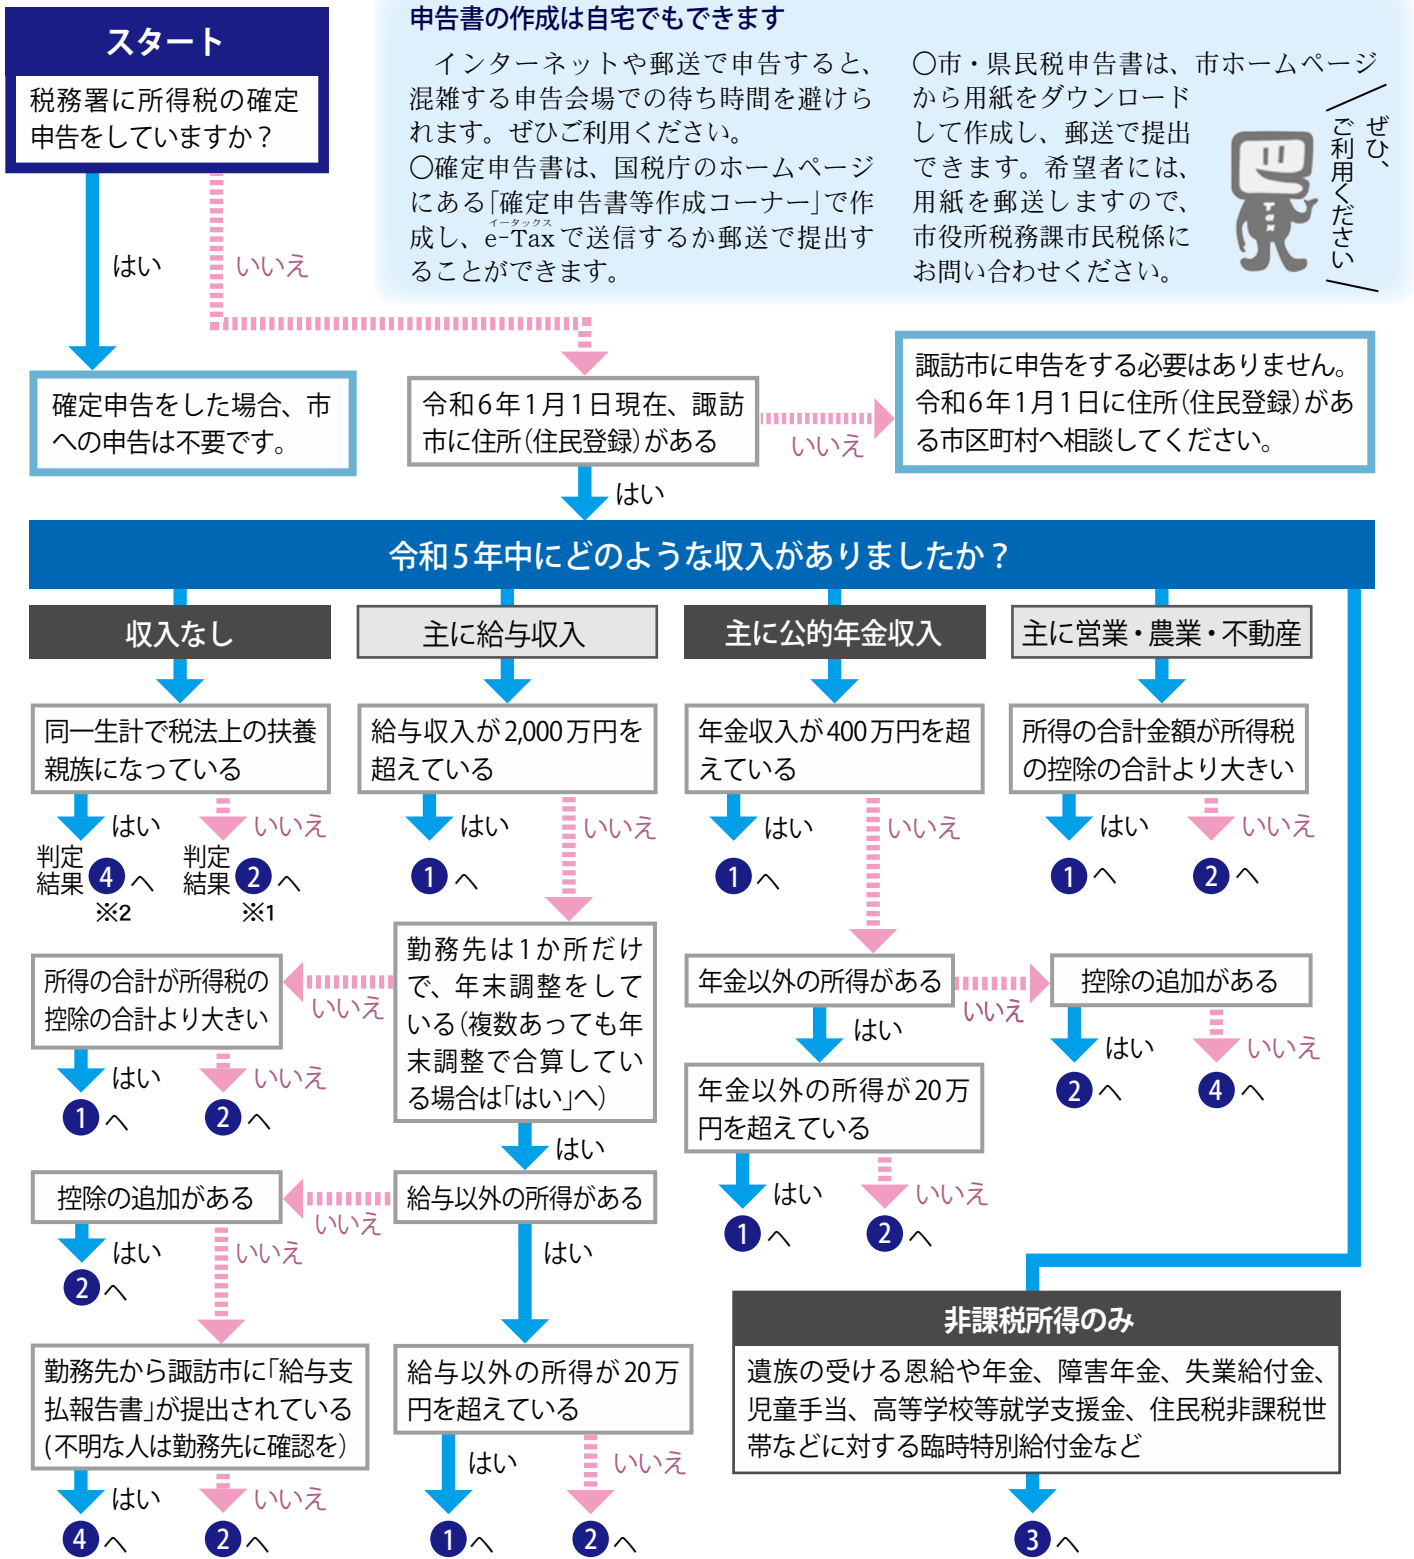 スタート
税務署に所得税の確定
申告をしていますか？
申告書の作成は自宅でもできます
インターネットや郵送で申告すると、
混雑する申告会場での待ち時間を避けら
れます。ぜひご利用ください。
〇確定申告書は、国税庁のホームページ
にある「確定申告書等作成コーナー」で作
イータックス
成し、e-Taxで送信するか郵送で提出す
ることができます。
〇市・県民税申告書は、市ホームページ
から用紙をダウンロード
して作成し、郵送で提出
できます。希望者には、
用紙を郵送しますので、
市役所税務課市民税係に
お問い合わせください。
ぜひ、
ご利用ください
はい
いいえ
確定申告をした場合、市
への申告は不要です。
令和6年1月1日現在、諏訪
市に住所（住民登録）がある
いいえ
諏訪市に申告をする必要はありません。
令和6年1月1日に住所（住民登録）があ
る市区町村へ相談してください。
はい
令和5年中にどのような収入がありましたか？
収入なし
主に給与収入
主に公的年金収入
主に営業・農業・不動産
同一生計で税法上の扶養
親族になっている
給与収入が2,000万円を
超えている
年金収入が400万円を超
えている
所得の合計金額が所得税
の控除の合計より大きい
はい
いいえ
はい
いいえ
はい
いいえ
はい
いいえ
判定
結果 4 へ
※2
判定
結果 2 へ
※1
1 へ
1 へ
1 へ
2 へ
所得の合計が所得税の
控除の合計より大きい
いいえ
勤務先は1か所だけ
で、年末調整をして
いる（複数あっても年
末調整で合算してい
る場合は「はい」へ）
年金以外の所得がある
いいえ
控除の追加がある
はい
いいえ
1 へ
2 へ
はい
はい
いいえ
2 へ
4 へ
年金以外の所得が20万
円を超えている
はい
控除の追加がある
いいえ
給与以外の所得がある
はい
いいえ
1 へ
2 へ
はい
いいえ
2 へ
はい
勤務先から諏訪市に「給与支
払報告書」が提出されている
(不明な人は勤務先に確認を）
給与以外の所得が20万
円を超えている
非課税所得のみ
遺族の受ける恩給や年金、障害年金、失業給付金、
児童手当、高等学校等就学支援金、住民税非課税世
帯などに対する臨時特別給付金など
はい
いいえ
はい
いいえ
4 へ
2 へ
1 へ
2 へ
3 へ